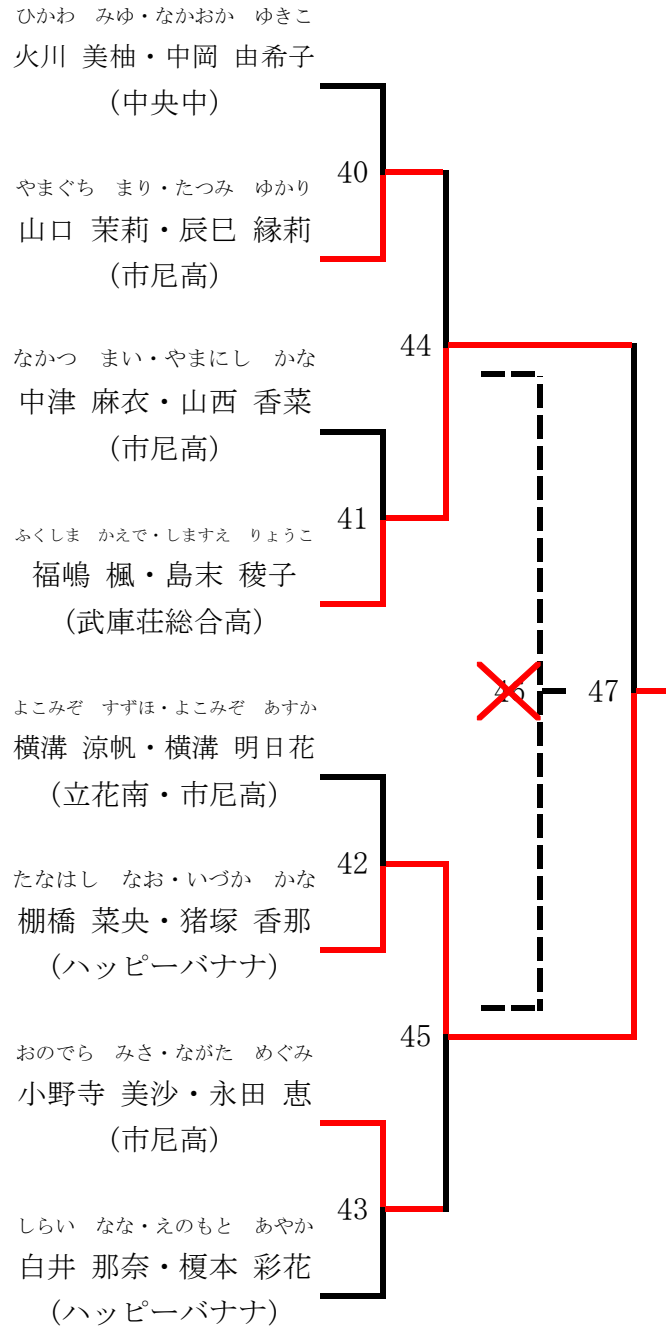 ひかわ　みゆ・なかおか　ゆきこ
火川 美柚・中岡 由希子
(中央中)
40
やまぐち　まり・たつみ　ゆかり
山口 茉莉・辰巳 縁莉
(市尼高)
なかつ　まい・やまにし　かな
44
中津 麻衣・山西 香菜
(市尼高)
41
ふくしま　かえで・しますえ　りょうこ
福嶋 楓・島末 稜子
(武庫荘総合高)
46
47
よこみぞ　すずほ・よこみぞ　あすか
横溝 涼帆・横溝 明日花
(立花南・市尼高)
42
たなはし　なお・いづか　かな
棚橋 菜央・猪塚 香那
(ハッピーバナナ)
45
おのでら　みさ・ながた　めぐみ
小野寺 美沙・永田 恵
(市尼高)
43
しらい　なな・えのもと　あやか
白井 那奈・榎本 彩花
(ハッピーバナナ)